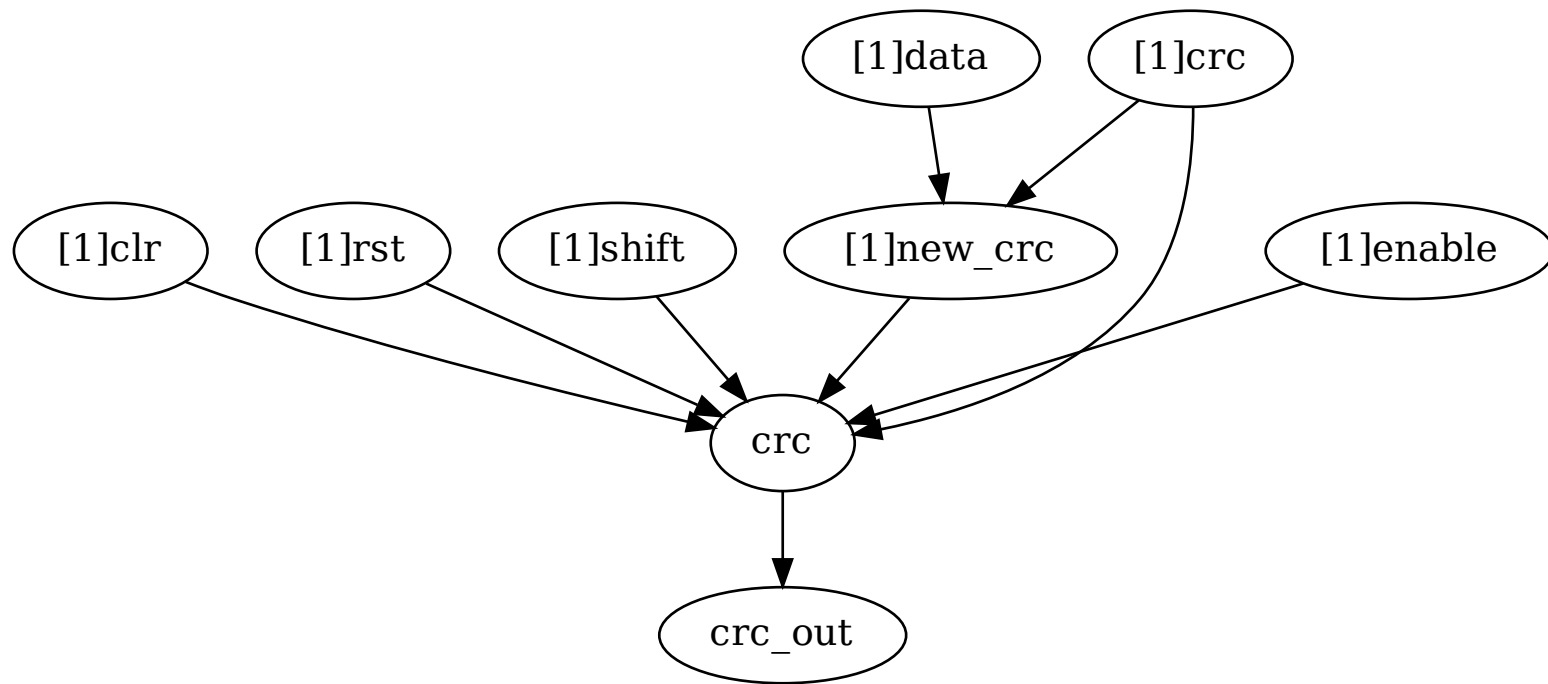 [1]data
[1]crc
[1]clr
[1]rst
[1]shift
[1]new_crc
[1]enable
crc
crc_out